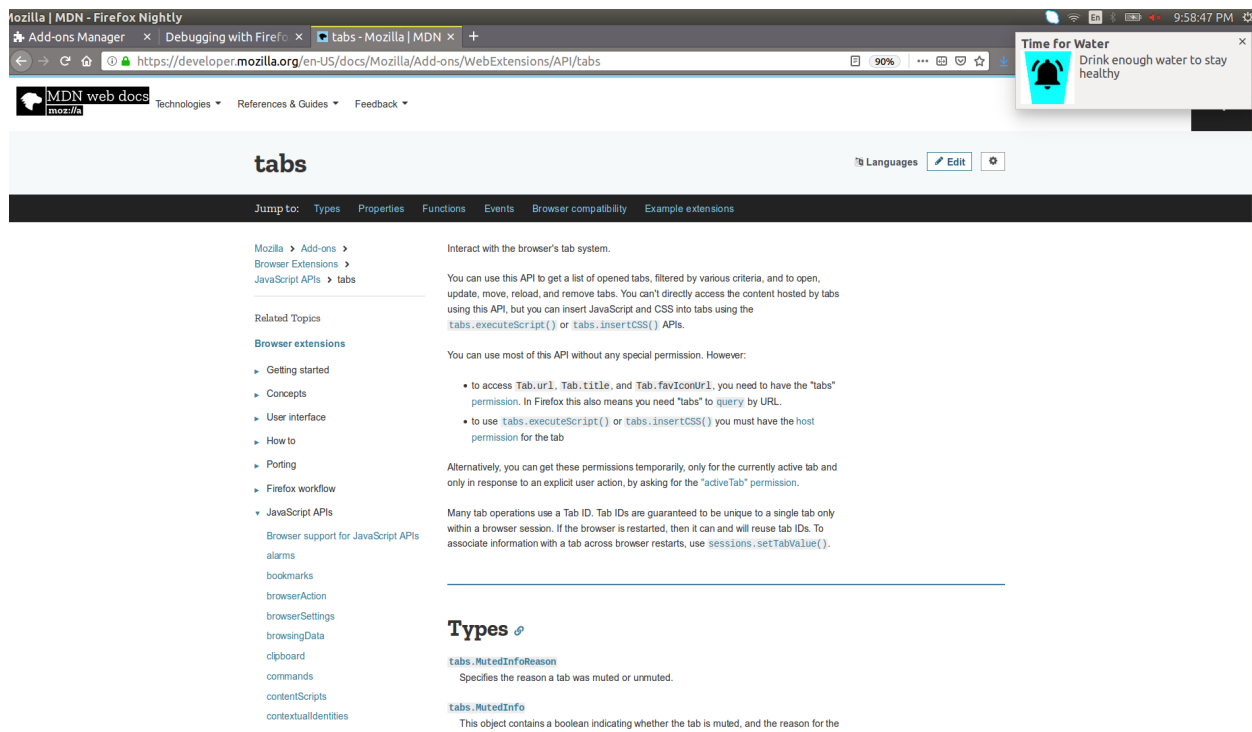 Mozilla | MDN - Firefox Nightly
En
9:58:47 PM
Add-ons Manager
Debugging with Firefo
tabs - Mozilla | MDN
https://developer.mozilla.org/en-US/docs/Mozilla/Add-ons/WebExtensions/API/tabs
90%
Time for Water
Drink enough water to stay
healthy
MDN web docs
moz://a
Technologies
References & Guides
Feedback
tabs
Languages
Edit
Jump to: Types Properties Functions Events Browser compatibility Example extensions
Mozilla > Add-ons >
Browser Extensions >
JavaScript APIs > tabs
Related Topics
Browser extensions
Getting started
Concepts
User interface
How to
Porting
Firefox workflow
JavaScript APIs
Browser support for JavaScript APIs
alarms
bookmarks
browserAction
browserSettings
browsingData
clipboard
commands
contentScripts
contextualIdentities
Interact with the browser's tab system.
You can use this API to get a list of opened tabs, filtered by various criteria, and to open,
update, move, reload, and remove tabs. You can't directly access the content hosted by tabs
using this API, but you can insert JavaScript and CSS into tabs using the
tabs.executeScript() or tabs.insertCSS() APIs.
You can use most of this API without any special permission. However:
• to access Tab.url, Tab.title, and Tab.favIconUrl, you need to have the "tabs"
permission. In Firefox this also means you need "tabs" to query by URL.
• to use tabs.executeScript() or tabs.insertCSS() you must have the host
permission for the tab
Alternatively, you can get these permissions temporarily, only for the currently active tab and
only in response to an explicit user action, by asking for the "activeTab" permission.
Many tab operations use a Tab ID. Tab IDs are guaranteed to be unique to a single tab only
within a browser session. If the browser is restarted, then it can and will reuse tab IDs. To
associate information with a tab across browser restarts, use sessions.setTabValue().
Types
tabs.MutedInfoReason
Specifies the reason a tab was muted or unmuted.
tabs.MutedInfo
This object contains a boolean indicating whether the tab is muted, and the reason for the